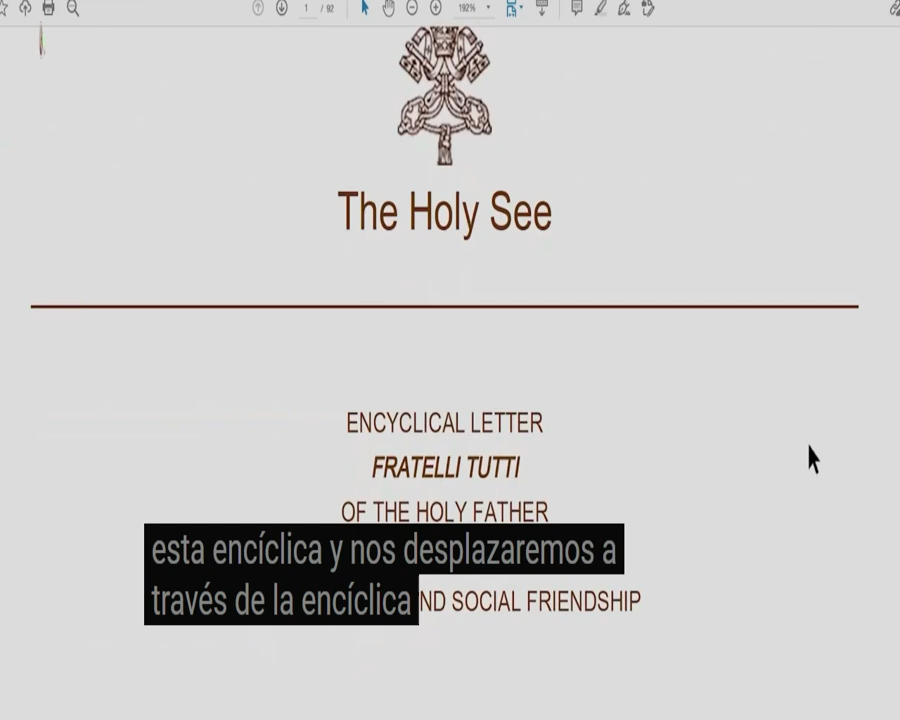 1 / 92 192%
The Holy See
ENCYCLICAL LETTER
FRATELLI TUTTI
OF THE HOLY FATHER
esta encíclica y nos desplazaremos a
través de la encíclica ND SOCIAL FRIENDSHIP